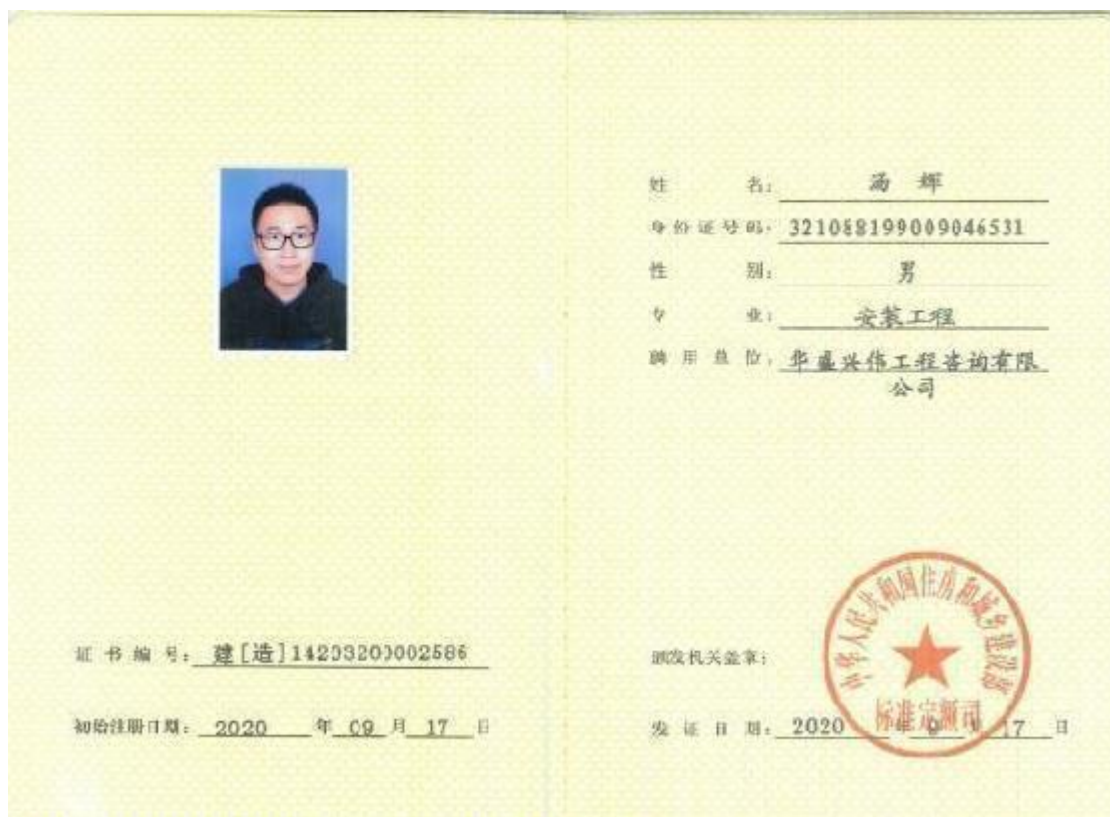 姓 名： 汤 辉
身份证号码： 321088199009046531
性 别： 男
专 业： 安装工程
聘用单位： 华盛兴伟工程咨询有限
公司
证书编号： 建[造]14203200002586
初始注册日期： 2020 年 09 月 17 日
中华人民共和国住房和城乡建设部
标准定额司
颁发机关盖章：
发证日期： 2020 年 9 月 17 日